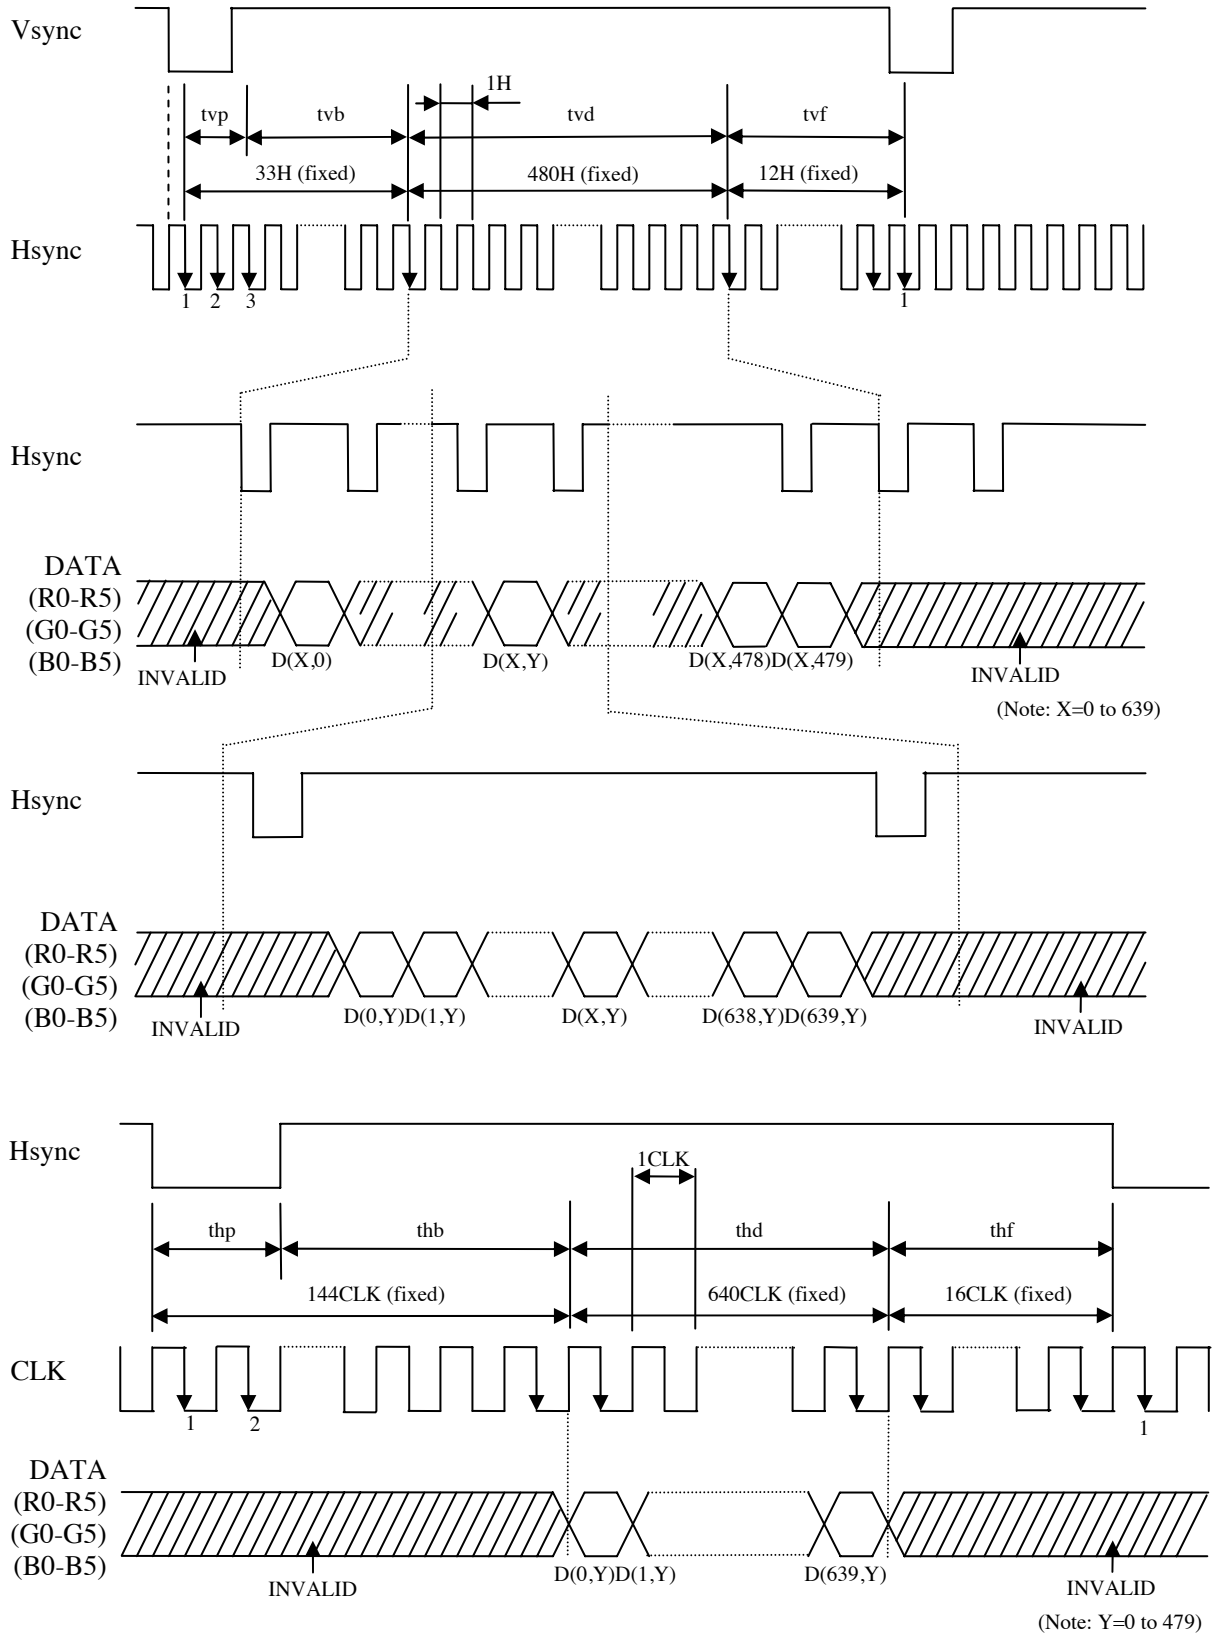 Vsync
1H
tvp tvb tvd tvf
33H (fixed) 480H (fixed) 12H (fixed)
Hsync
1 2 3 1
Hsync
DATA
(R0-R5)
(G0-G5)
(B0-B5)
D(X,0) D(X,Y) D(X,478)D(X,479)
INVALID INVALID
(Note: X=0 to 639)
Hsync
DATA
(R0-R5)
(G0-G5)
(B0-B5)
D(0,Y)D(1,Y) D(X,Y) D(638,Y)D(639,Y)
INVALID INVALID
Hsync
1CLK
thp thb thd thf
144CLK (fixed) 640CLK (fixed) 16CLK (fixed)
CLK
1 2 1
DATA
(R0-R5)
(G0-G5)
(B0-B5)
D(0,Y)D(1,Y) D(639,Y)
INVALID INVALID
(Note: Y=0 to 479)